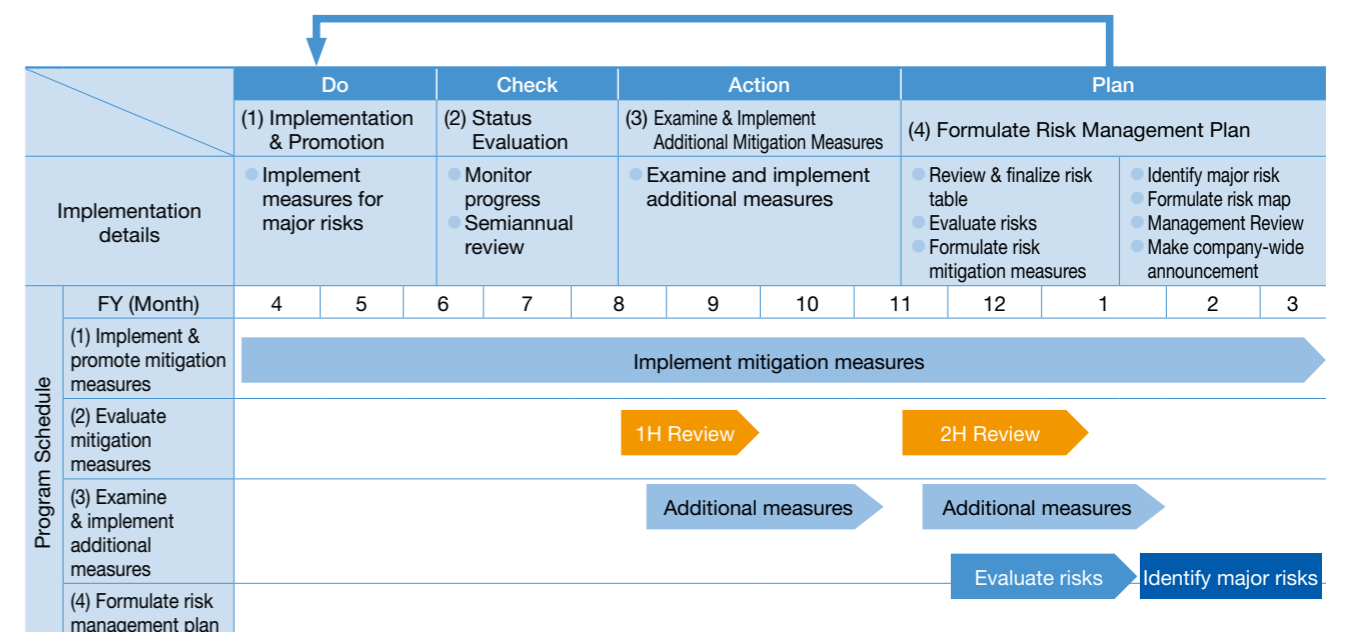 Do
Check
Action
Plan
(1) Implementation
& Promotion
(2) Status
Evaluation
(3) Examine & Implement
Additional Mitigation Measures
(4) Formulate Risk Management Plan
Implementation
details
Implement
measures for
major risks
Monitor
progress
Semiannual
review
Examine and implement
additional measures
Review & finalize risk
table
Evaluate risks
Formulate risk
mitigation measures
Identify major risk
Formulate risk map
Management Review
Make company-wide
announcement
Program Schedule
FY (Month)
4
5
6
7
8
9
10
11
12
1
2
3
(1) Implement &
promote mitigation
measures
Implement mitigation measures
(2) Evaluate
mitigation
measures
1H Review
2H Review
(3) Examine
& implement
additional
measures
Additional measures
Additional measures
Evaluate risks
Identify major risks
(4) Formulate risk
management plan